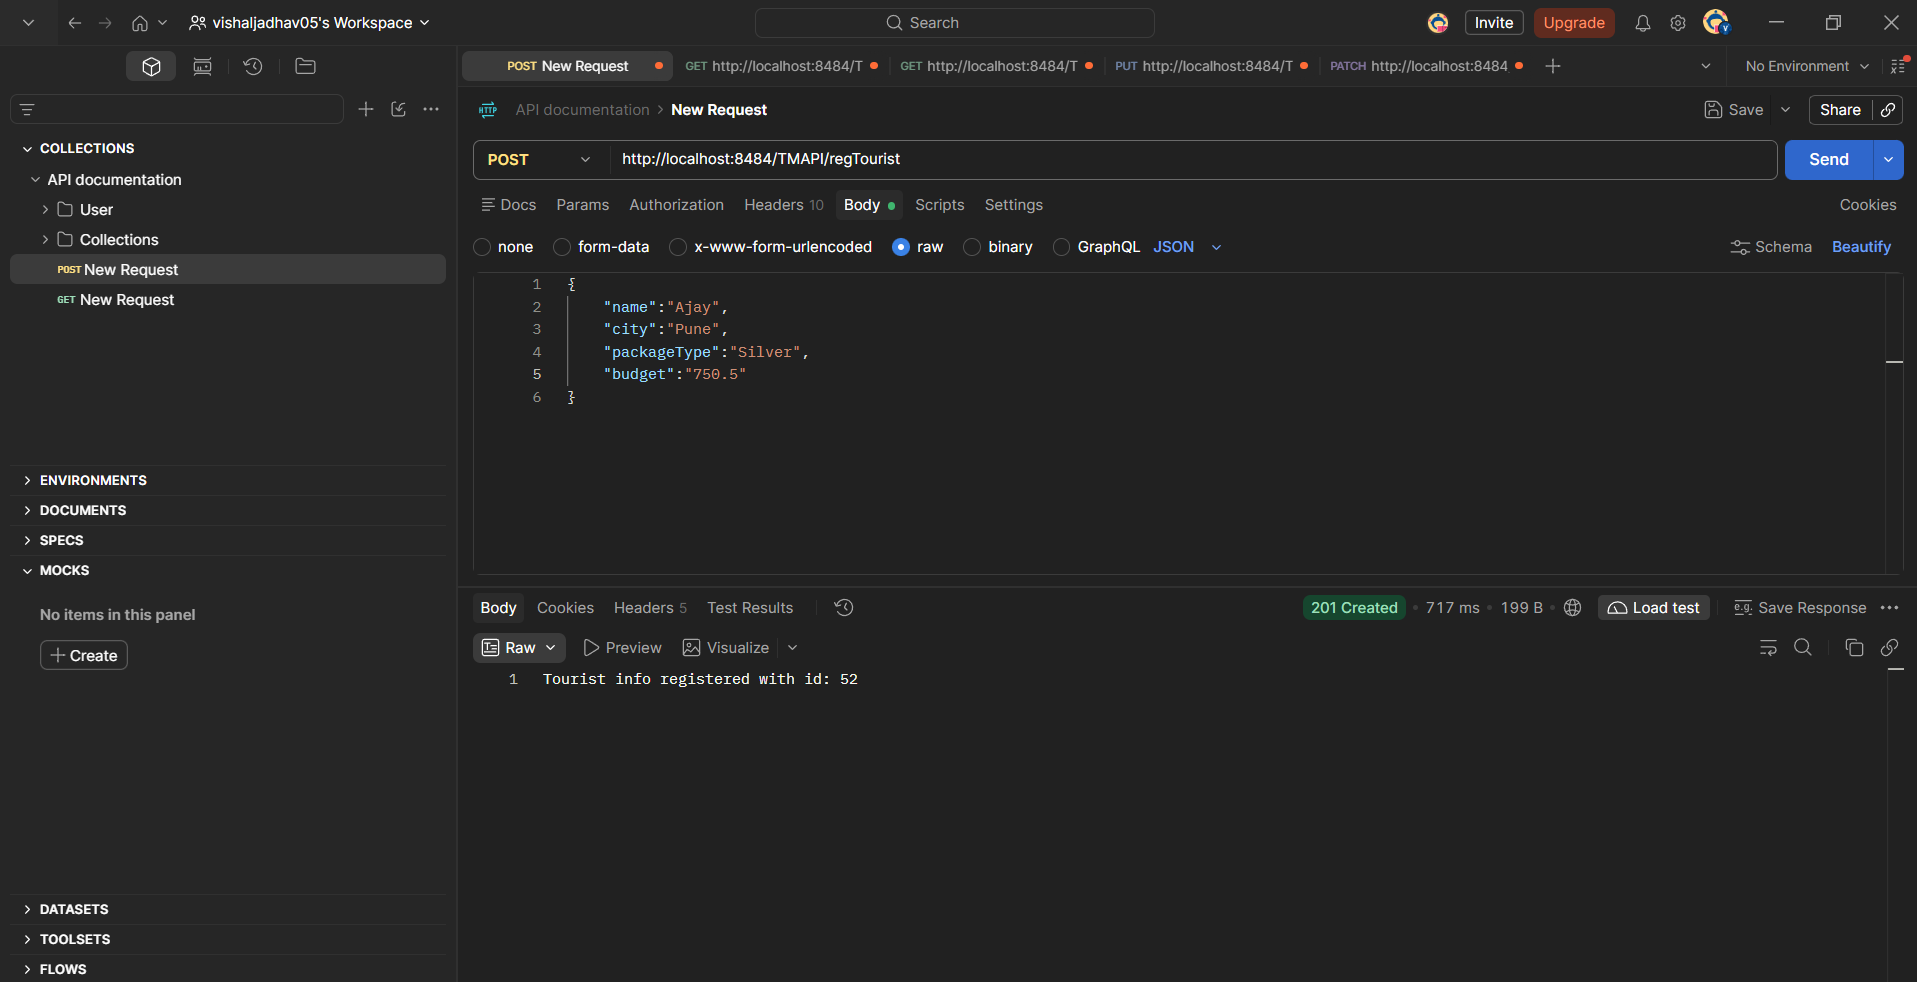 vishaljadhav05's Workspace
Search
Invite
Upgrade
POST New Request
GET http://localhost:8484/T
GET http://localhost:8484/T
PUT http://localhost:8484/T
PATCH http://localhost:8484
No Environment
COLLECTIONS
API documentation
User
Collections
POST New Request
GET New Request
ENVIRONMENTS
DOCUMENTS
SPECS
MOCKS
No items in this panel
Create
DATASETS
TOOLSETS
FLOWS
HTTP API documentation > New Request
Save
Share
POST http://localhost:8484/TMAPI/regTourist
Send
Docs Params Authorization Headers 10 Body Scripts Settings
Cookies
none form-data x-www-form-urlencoded raw binary GraphQL JSON
Schema Beautify
1 {
2 "name":"Ajay",
3 "city":"Pune",
4 "packageType":"Silver",
5 "budget":"750.5"
6 }
Body Cookies Headers 5 Test Results
201 Created • 717 ms • 199 B •
Load test
e.g. Save Response
Raw Preview Visualize
1 Tourist info registered with id: 52